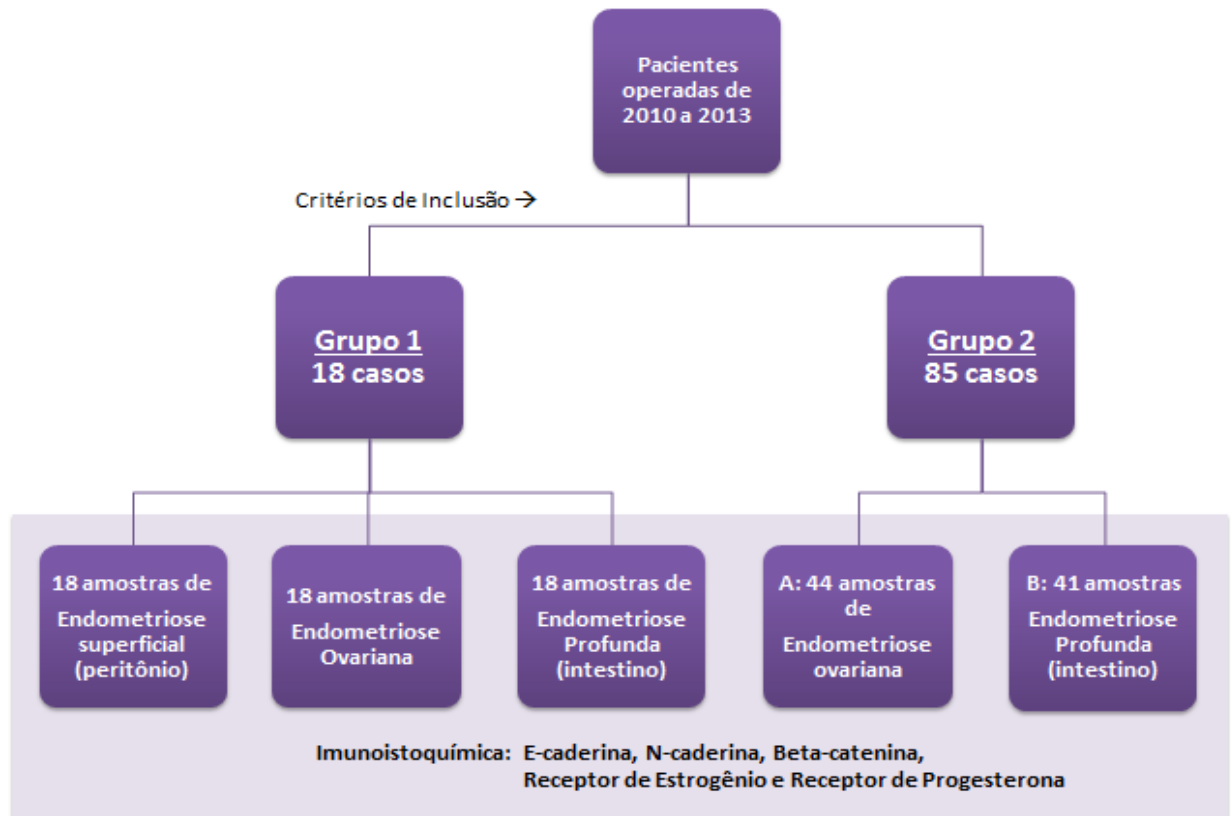 Pacientes
operadas de
2010 a 2013
Critérios de Inclusão →
Grupo 1
18 casos
Grupo 2
85 casos
18 amostras de
Endometriose
superficial
(peritônio)
18 amostras de
Endometriose
Ovariana
18 amostras de
Endometriose
Profunda
(intestino)
A: 44 amostras
de
Endometriose
ovariana
B: 41 amostras
Endometriose
Profunda
(intestino)
Imunoistoquímica: E-caderina, N-caderina, Beta-catenina,
Receptor de Estrogênio e Receptor de Progesterona